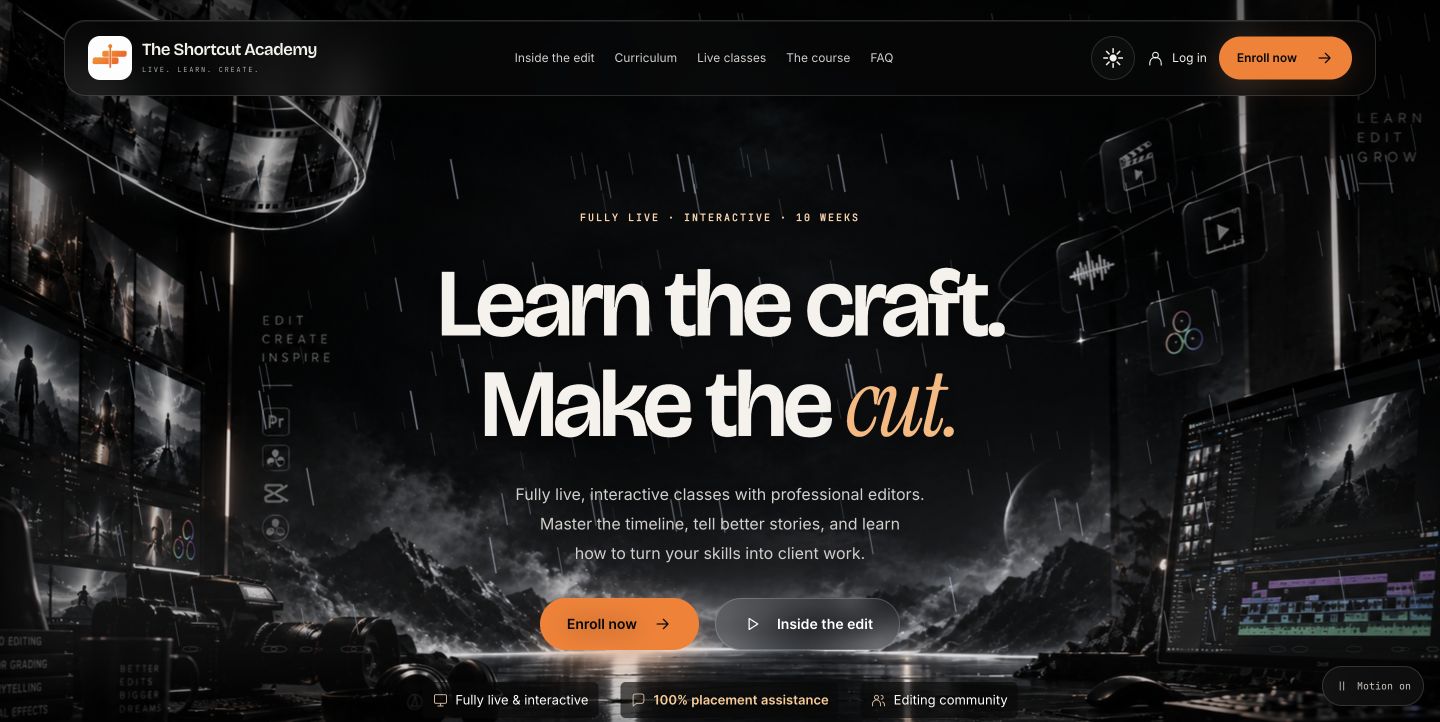 The Shortcut Academy
LIVE. LEARN. CREATE.
Inside the edit
Curriculum
Live classes
The course
FAQ
Log in
Enroll now
LEARN
EDIT
GROW
FULLY LIVE · INTERACTIVE · 10 WEEKS
Learn the craft.
Make the cut.
EDIT
CREATE
INSPIRE
Pr
Fully live, interactive classes with professional editors.
Master the timeline, tell better stories, and learn
how to turn your skills into client work.
Enroll now
Inside the edit
BETTER
EDITS
BIGGER
DREAMS
Fully live & interactive
100% placement assistance
Editing community
Motion on